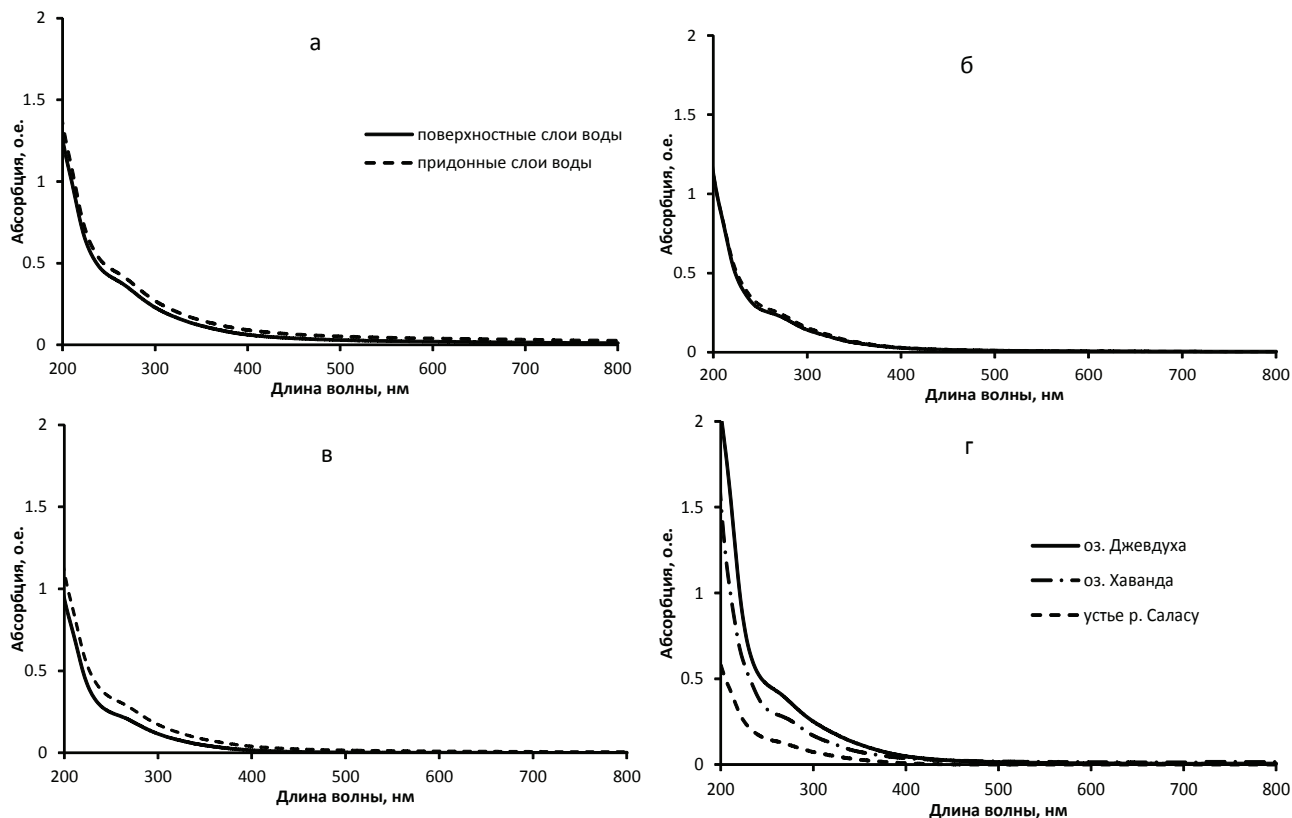 а
Абсорбция, о.е.
2
1.5
1
0.5
0
поверхностные слои воды
придонные слои воды
200 300 400 500 600 700 800
Длина волны, нм
б
Абсорбция, о.е.
2
1.5
1
0.5
0
200 300 400 500 600 700 800
Длина волны, нм
в
Абсорбция, о.е.
2
1.5
1
0.5
0
200 300 400 500 600 700 800
Длина волны, нм
г
Абсорбция, о.е.
2
1.5
1
0.5
0
оз. Джевдуха
оз. Хаванда
устье р. Саласу
200 300 400 500 600 700 800
Длина волны, нм